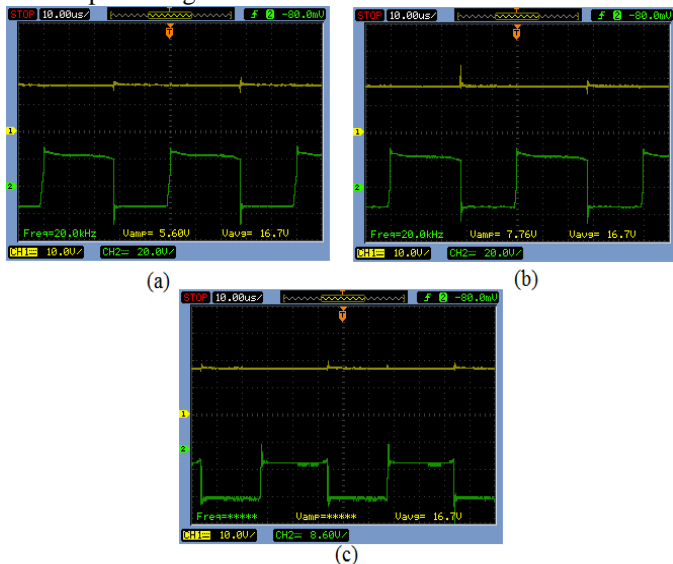 STOP 10.00us/ T f 2 -80.0mV
T
1
2
Freq=20.0kHz Vamp= 5.60V Vavg= 16.7V
CH1= 10.0V/ CH2= 20.0V/
(a)
STOP 10.00us/ T f 2 -80.0mV
T
1
2
Freq=20.0kHz Vamp= 7.76V Vavg= 16.7V
CH1= 10.0V/ CH2= 20.0V/
(b)
STOP 10.00us/ T f 2 -80.0mV
T
1
2
Freq=***** Vamp=***** Vavg= 16.7V
CH1= 10.0V/ CH2= 8.60V/
(c)